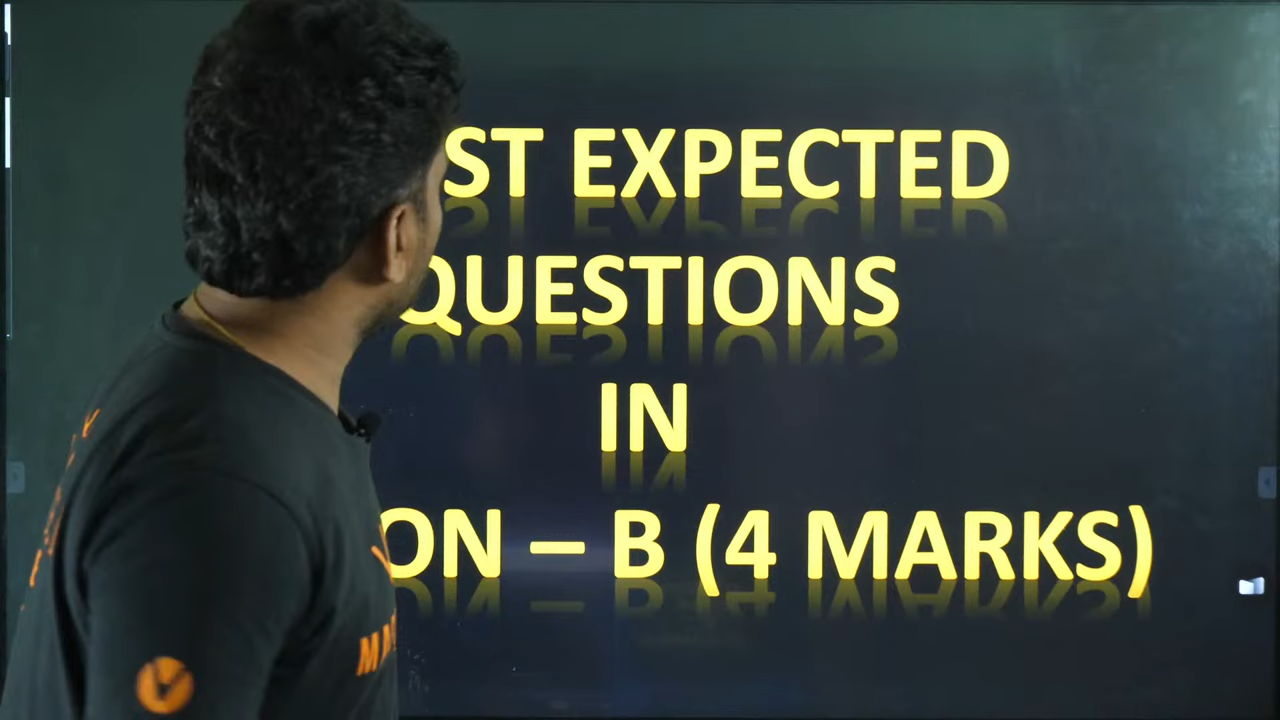 ST EXPECTED
QUESTIONS
IN
ON – B (4 MARKS)